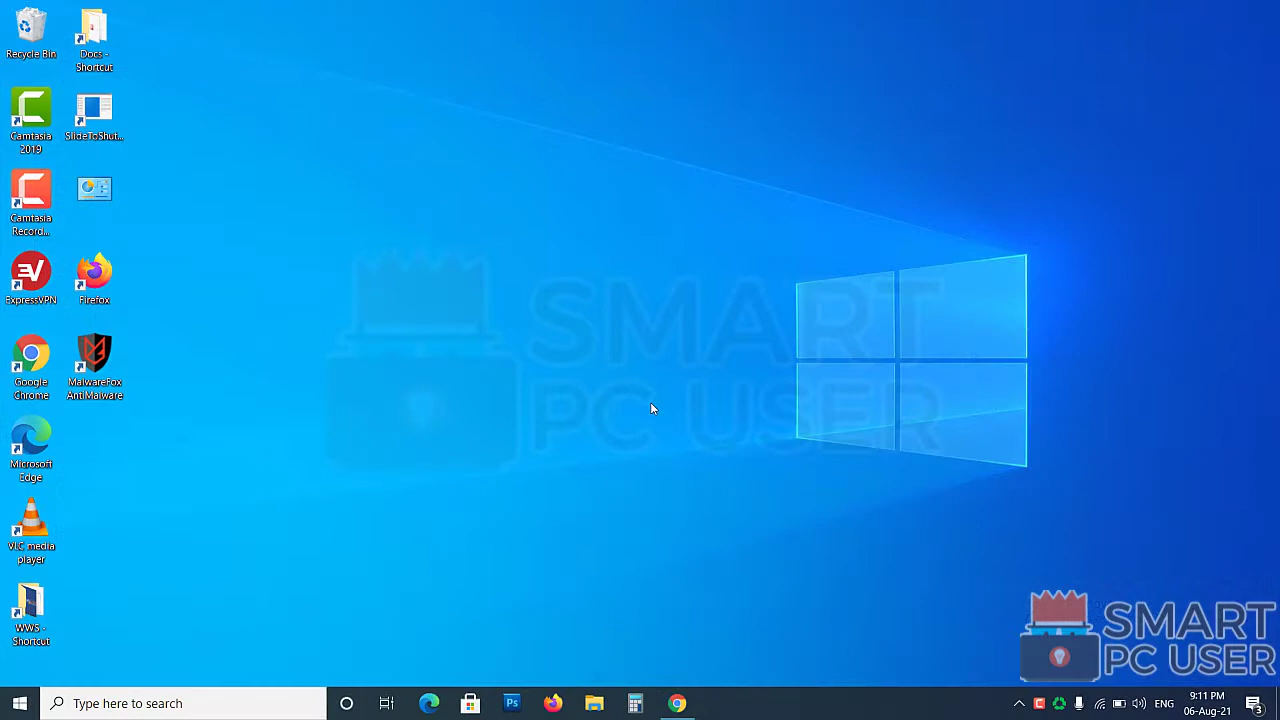 Recycle Bin
Docs -
Shortcut
Camtasia
2019
SlideToShut...
Camtasia
Record...
ExpressVPN
Firefox
Google
Chrome
MalwareFox
AntiMalware
Microsoft
Edge
VLC media
player
WWS -
Shortcut
SMART
PC USER
SMART
PC USER
Type here to search
Ps
ENG
9:11 PM
06-Aug-21
3